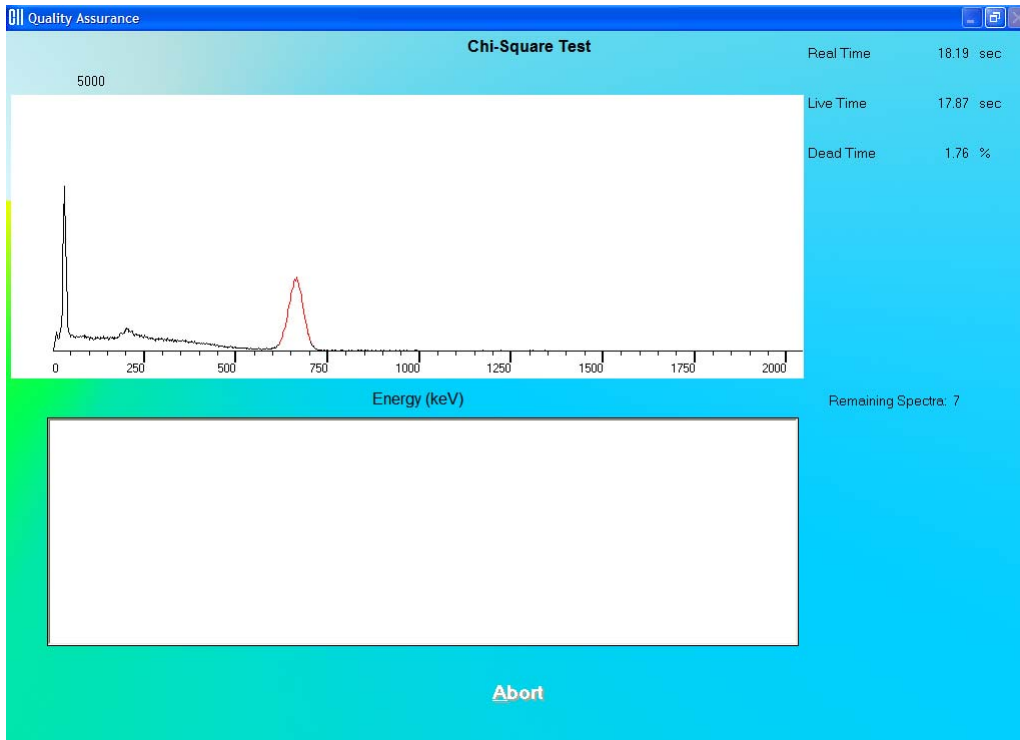 CII Quality Assurance
Chi-Square Test
Real Time 18.19 sec
5000
Live Time 17.87 sec
Dead Time 1.76 %
0 250 500 750 1000 1250 1500 1750 2000
Energy (keV)
Remaining Spectra: 7
Abort